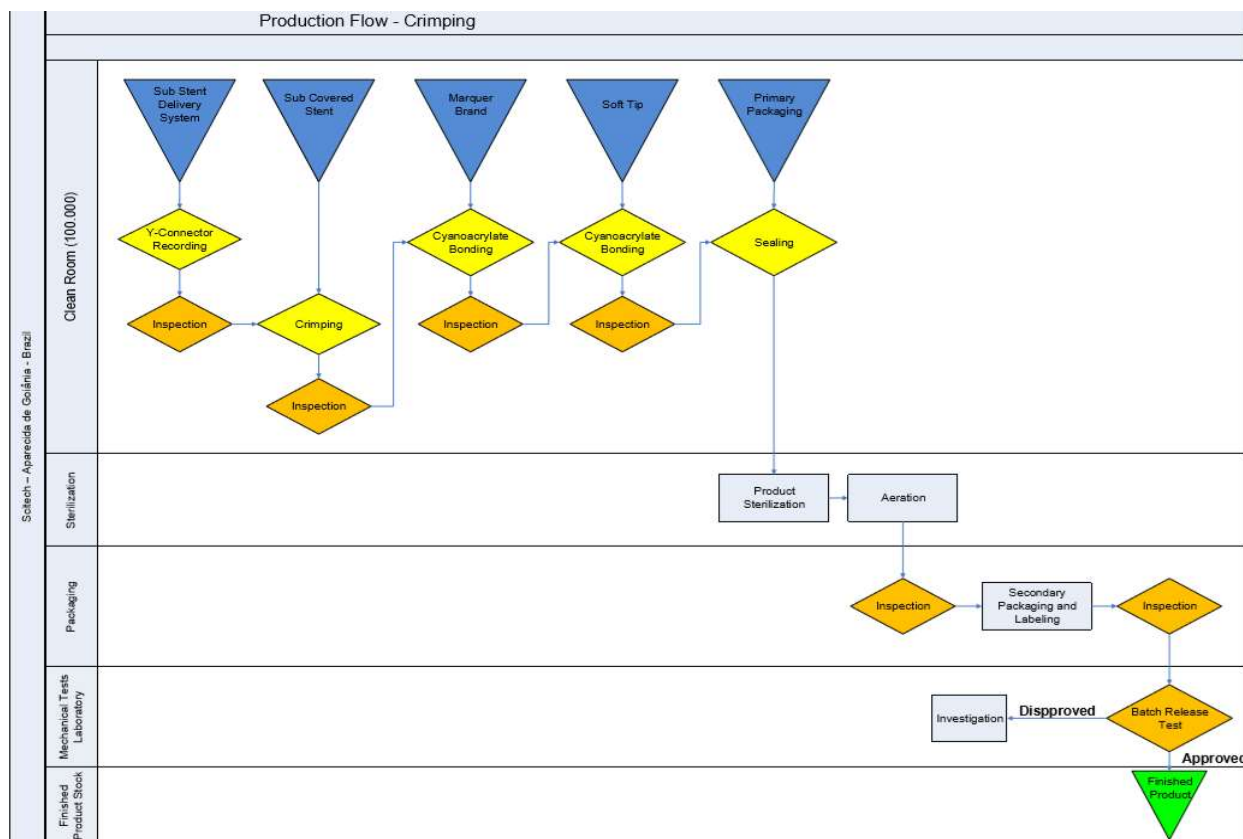 Production Flow - Crimping
Scitech – Aparecida de Goiânia - Brazil
Clean Room (100.000)
Sub Stent
Delivery
System
Sub Covered
Stent
Marquer
Brand
Soft Tip
Primary
Packaging
Y-Connector
Recording
Cyanoacrylate
Bonding
Cyanoacrylate
Bonding
Sealing
Inspection
Crimping
Inspection
Inspection
Inspection
Sterilization
Product
Sterilization
Aeration
Packaging
Inspection
Secondary
Packaging and
Labeling
Inspection
Mechanical Tests
Laboratory
Investigation
Dispproved
Batch Release
Test
Approved
Finished
Product Stock
Finished
Product